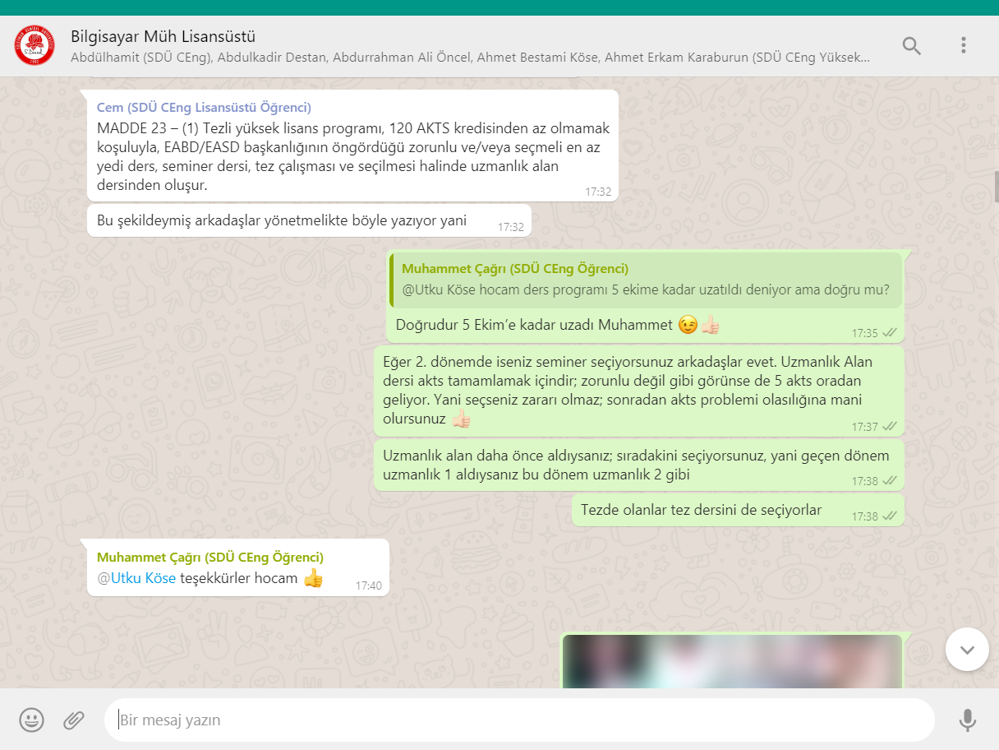 Bilgisayar Müh Lisansüstü
Abdülhamit (SDÜ CEng), Abdulkadir Destan, Abdurrahman Ali Öncel, Ahmet Bestami Köse, Ahmet Erkam Karaburun (SDÜ CEng Yüksek...
Cem (SDÜ CEng Lisansüstü Öğrenci)
MADDE 23 – (1) Tezli yüksek lisans programı, 120 AKTS kredisinden az olmamak
koşuluyla, EABD/EASD başkanlığının öngördüğü zorunlu ve/veya seçmeli en az
yedi ders, seminer dersi, tez çalışması ve seçilmesi halinde uzmanlık alan
dersinden oluşur.
17:32
Bu şekildeymiş arkadaşlar yönetmelikte böyle yazıyor yani
17:32
Muhammet Çağrı (SDÜ CEng Öğrenci)
@Utku Köse hocam ders programı 5 ekime kadar uzatıldı deniyor ama doğru mu?
Doğrudur 5 Ekim’e kadar uzadı Muhammet 😉👍🏻
17:35
Eğer 2. dönemde iseniz seminer seçiyorsunuz arkadaşlar evet. Uzmanlık Alan
dersi akts tamamlamak içindir; zorunlu değil gibi görünse de 5 akts oradan
geliyor. Yani seçseniz zararı olmaz; sonradan akts problemi olasılığına mani
olursunuz 👍🏻
17:37
Uzmanlık alan daha önce aldıysanız; sıradakini seçiyorsunuz, yani geçen dönem
uzmanlık 1 aldıysanız bu dönem uzmanlık 2 gibi
17:38
Tezde olanlar tez dersini de seçiyorlar
17:38
Muhammet Çağrı (SDÜ CEng Öğrenci)
@Utku Köse teşekkürler hocam 👍
17:40
Bir mesaj yazın